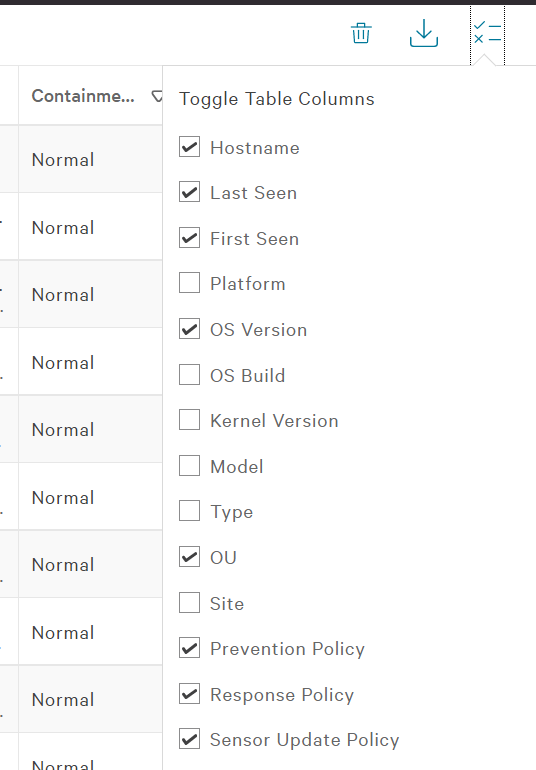 Containme...
Toggle Table Columns
Normal
Hostname
Last Seen
Normal
First Seen
Platform
Normal
OS Version
Normal
OS Build
Kernel Version
Normal
Model
Normal
Type
OU
Normal
Site
Normal
Prevention Policy
Response Policy
Normal
Sensor Update Policy
Normal